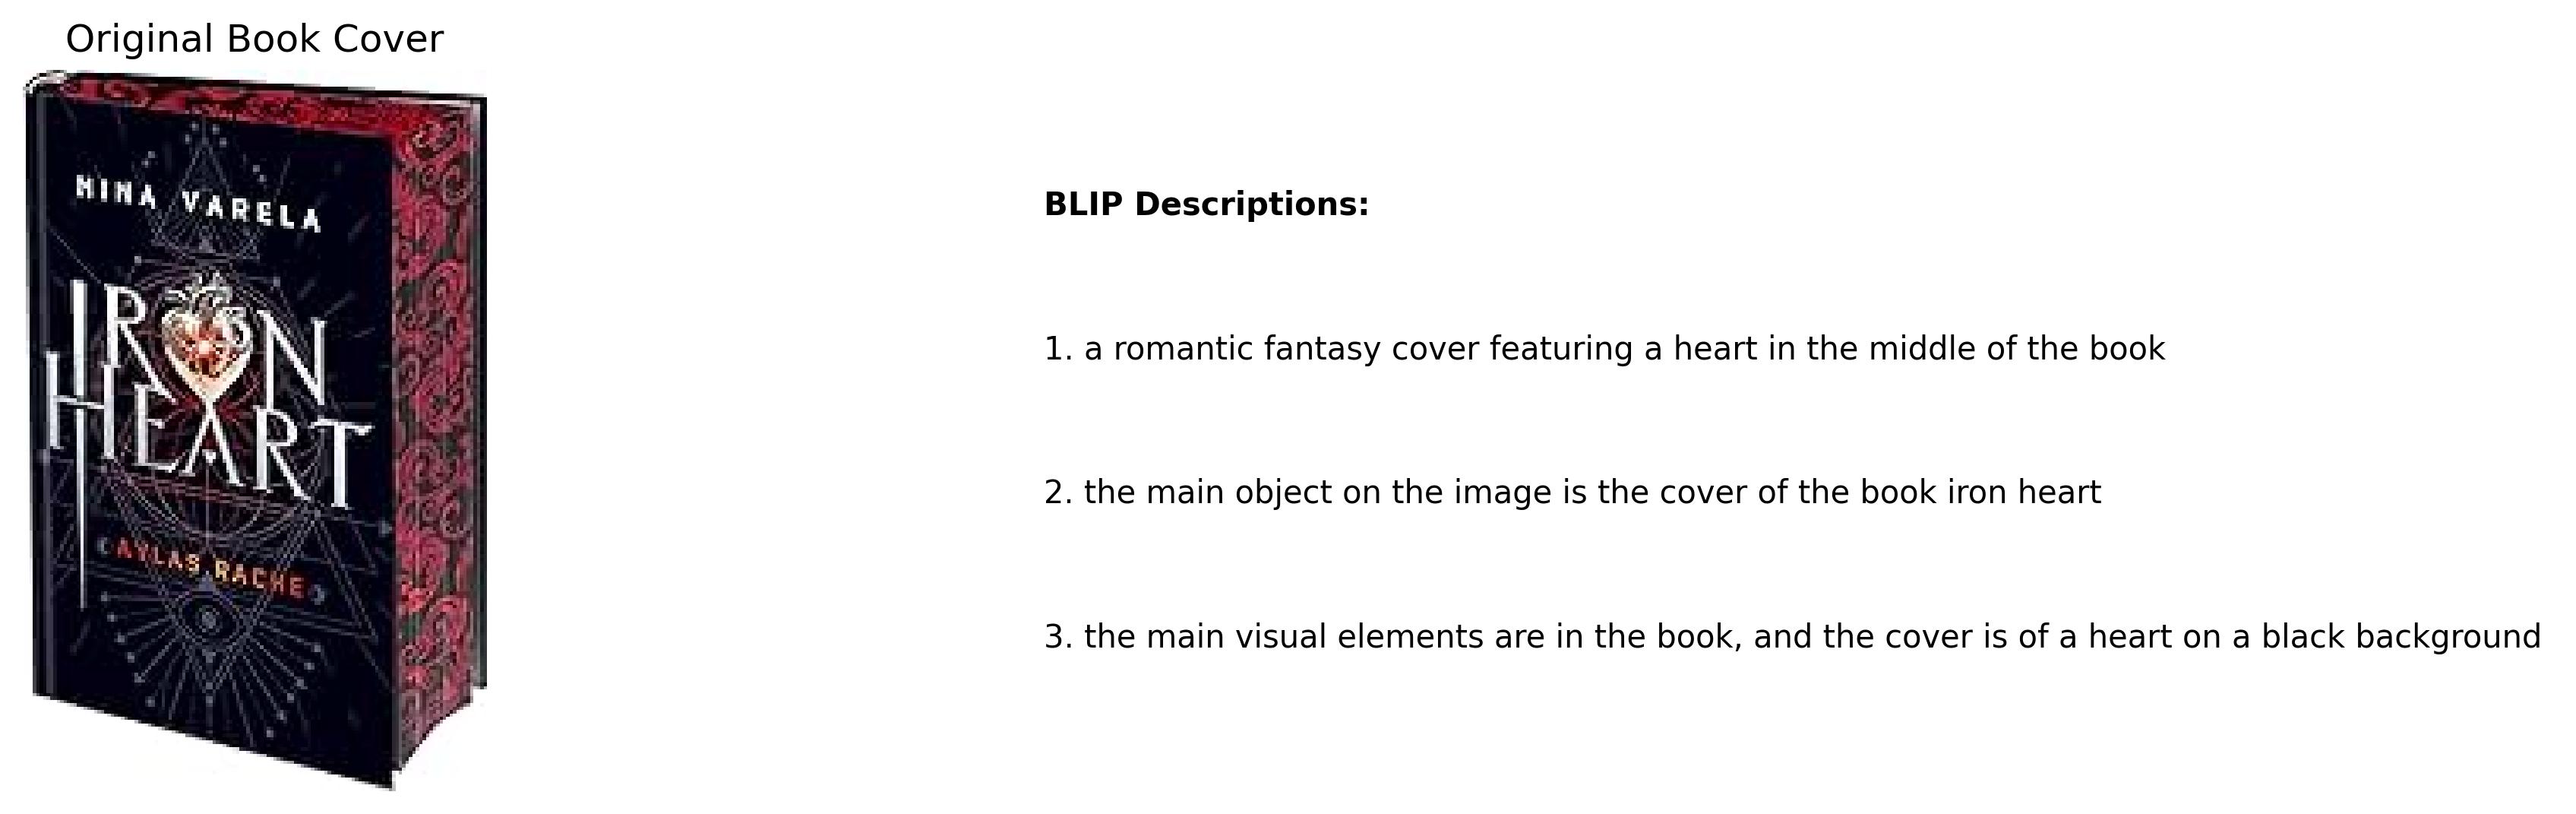 Original Book Cover
NINA VARELA
IRON
HEART
AYLAS RACHE
BLIP Descriptions:
1. a romantic fantasy cover featuring a heart in the middle of the book
2. the main object on the image is the cover of the book iron heart
3. the main visual elements are in the book, and the cover is of a heart on a black background